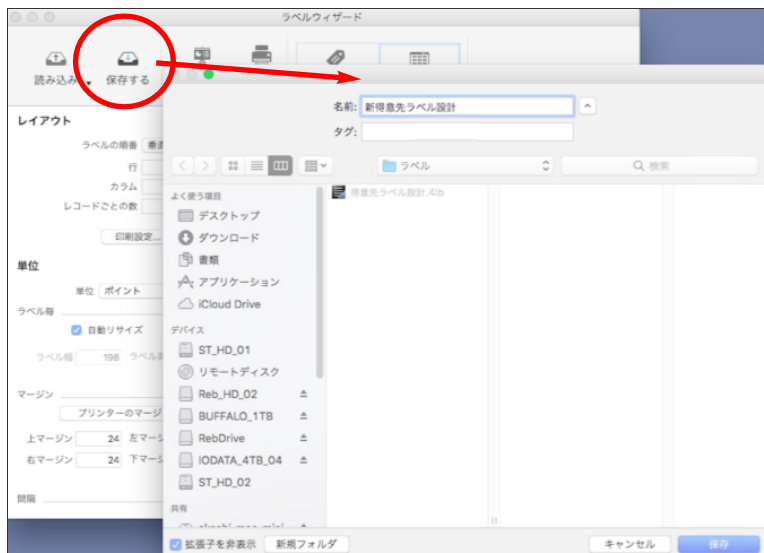 ラベルウィザード
読み込み
保存する
レイアウト
ラベルの順番
行
カラム
レコードごとの数
印刷設定...
単位
単位 ポイント
ラベル毎
自動リサイズ
ラベル幅 198
マージン
プリンターのマージ
上マージン 24 左マー
右マージン 24 下マー
間隔
名前: 新得意先ラベル設計
タグ:
ラベル
検索
よく使う項目
デスクトップ
ダウンロード
書類
アプリケーション
iCloud Drive
デバイス
ST_HD_01
リモートディスク
Reb_HD_02
BUFFALO_1TB
RebDrive
IODATA_4TB_04
ST_HD_02
共有
得意先ラベル設計.4lb
拡張子を非表示
新規フォルダ
キャンセル
保存